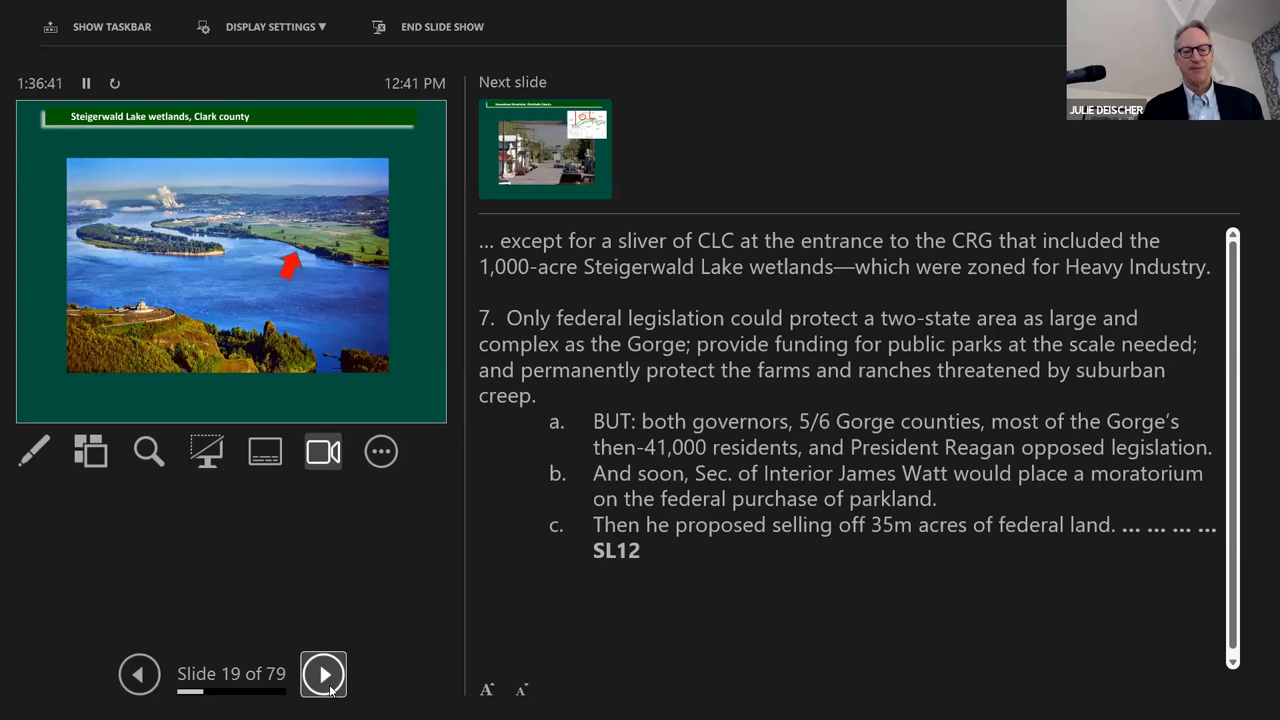 SHOW TASKBAR
DISPLAY SETTINGS ▼
END SLIDE SHOW
1:36:41
12:41 PM
Next slide
JULIE DEISCHER
Steigerwald Lake wetlands, Clark county
... except for a sliver of CLC at the entrance to the CRG that included the
1,000-acre Steigerwald Lake wetlands—which were zoned for Heavy Industry.
7. Only federal legislation could protect a two-state area as large and
complex as the Gorge; provide funding for public parks at the scale needed;
and permanently protect the farms and ranches threatened by suburban
creep.
a. BUT: both governors, 5/6 Gorge counties, most of the Gorge's
then-41,000 residents, and President Reagan opposed legislation.
b. And soon, Sec. of Interior James Watt would place a moratorium
on the federal purchase of parkland.
c. Then he proposed selling off 35m acres of federal land. ... ... ... ...
SL12
Slide 19 of 79
A A